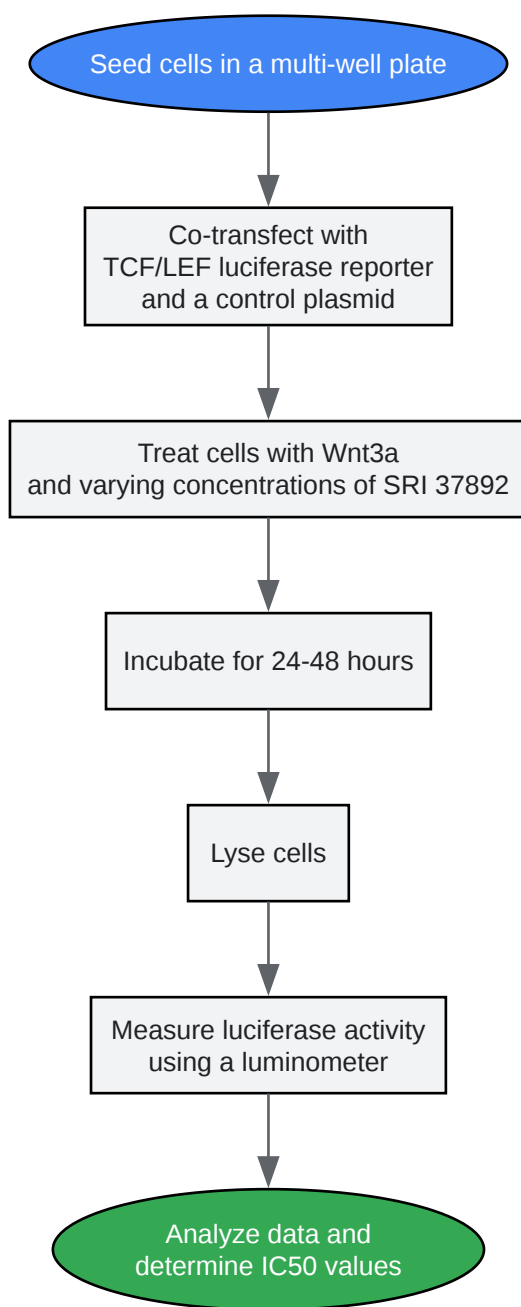 Seed cells in a multi-well plate
Co-transfect with
TCF/LEF luciferase reporter
and a control plasmid
Treat cells with Wnt3a
and varying concentrations of SRI 37892
Incubate for 24-48 hours
Lyse cells
Measure luciferase activity
using a luminometer
Analyze data and
determine IC50 values